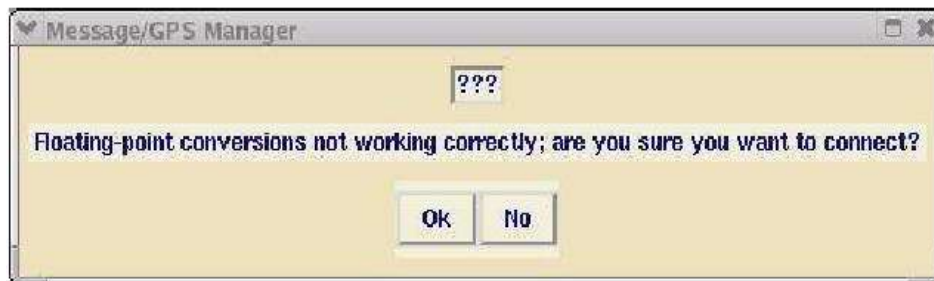 Message/GPS Manager
???
Floating-point conversions not working correctly; are you sure you want to connect?
Ok No